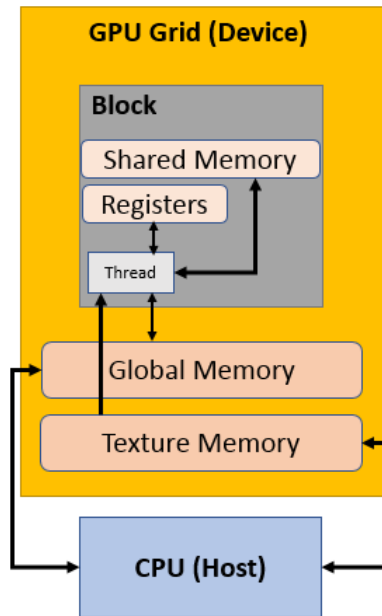 GPU Grid (Device)
Block
Shared Memory
Registers
Thread
Global Memory
Texture Memory
CPU (Host)